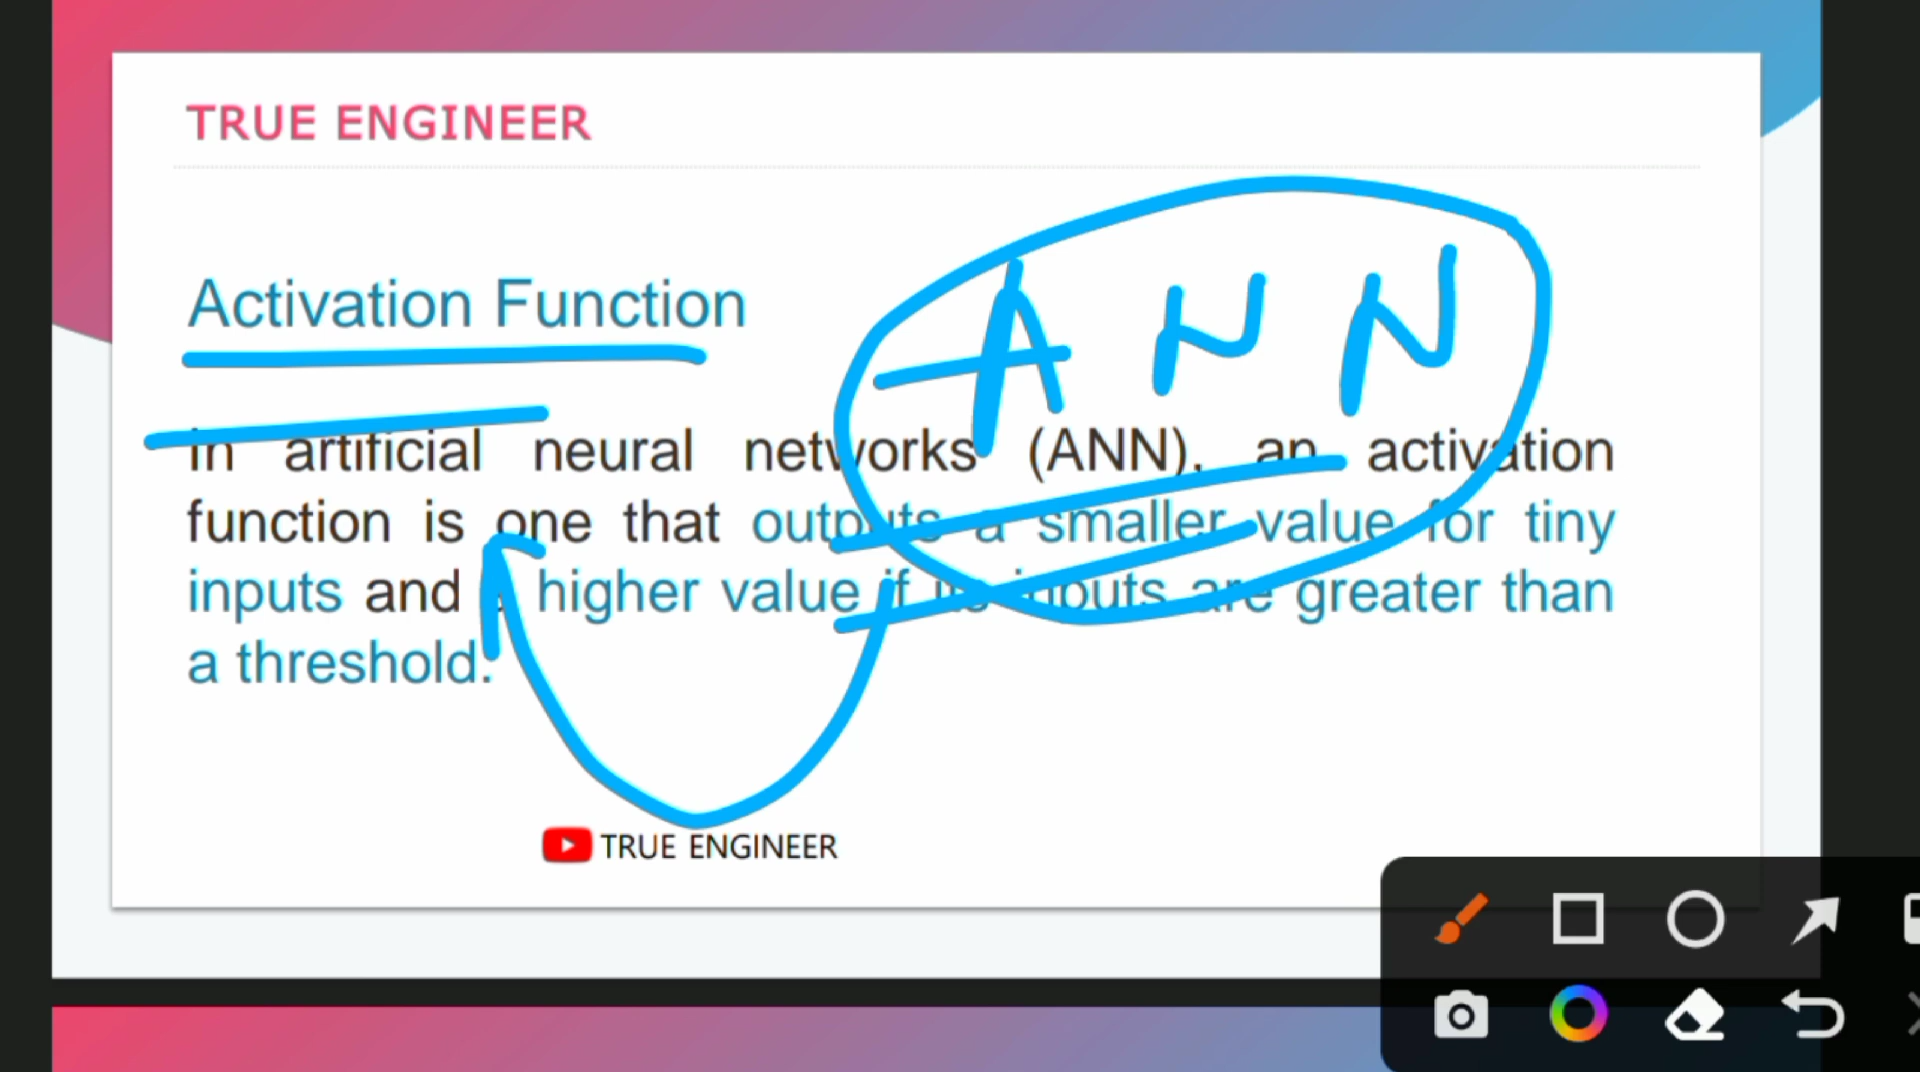 TRUE ENGINEER
Activation Function
ANN
In artificial neural networks (ANN), an activation
function is one that outputs a smaller value for tiny
inputs and higher value if its inputs are greater than
a threshold.
TRUE ENGINEER